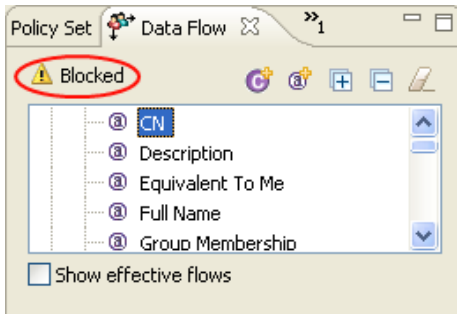 Policy Set Data Flow »1
Blocked
CN
Description
Equivalent To Me
Full Name
Group Membership
Show effective flows